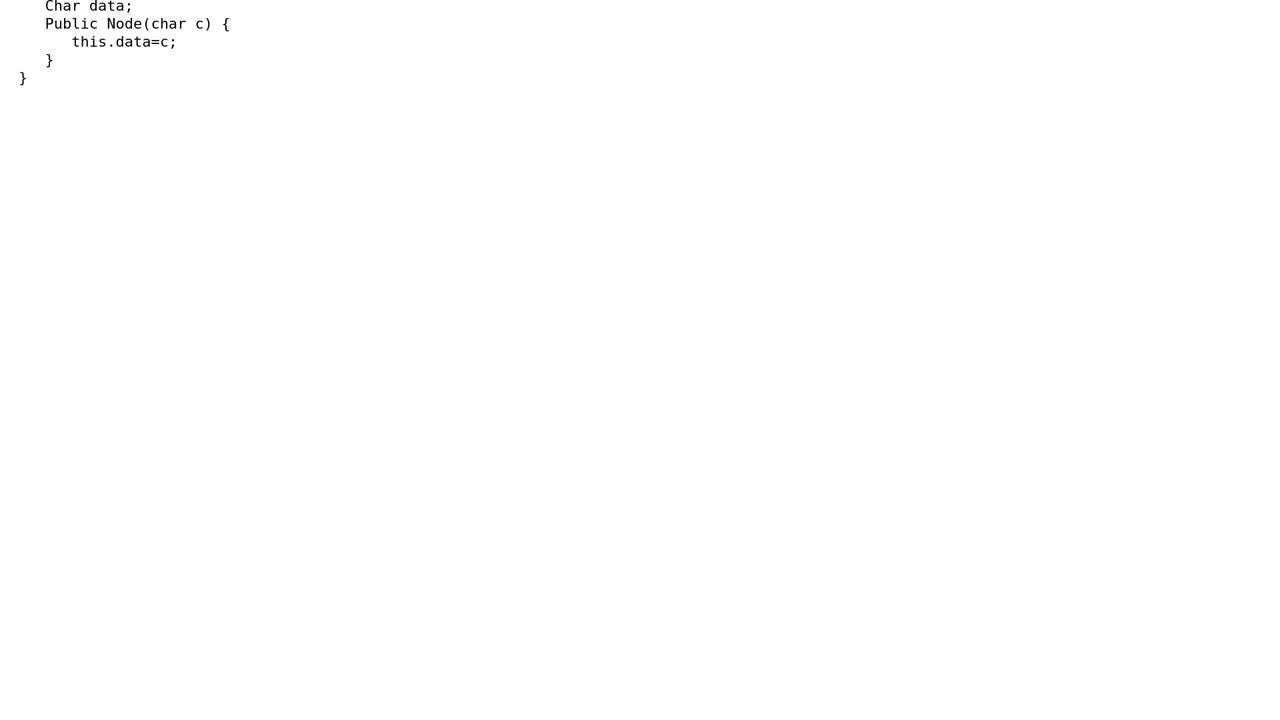 Char data;
Public Node(char c) {
this.data=c;
}
}